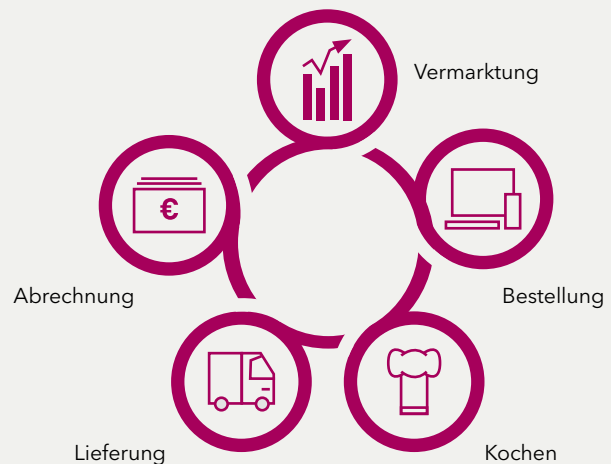 Vermarktung
€
Abrechnung
Bestellung
Lieferung
Kochen